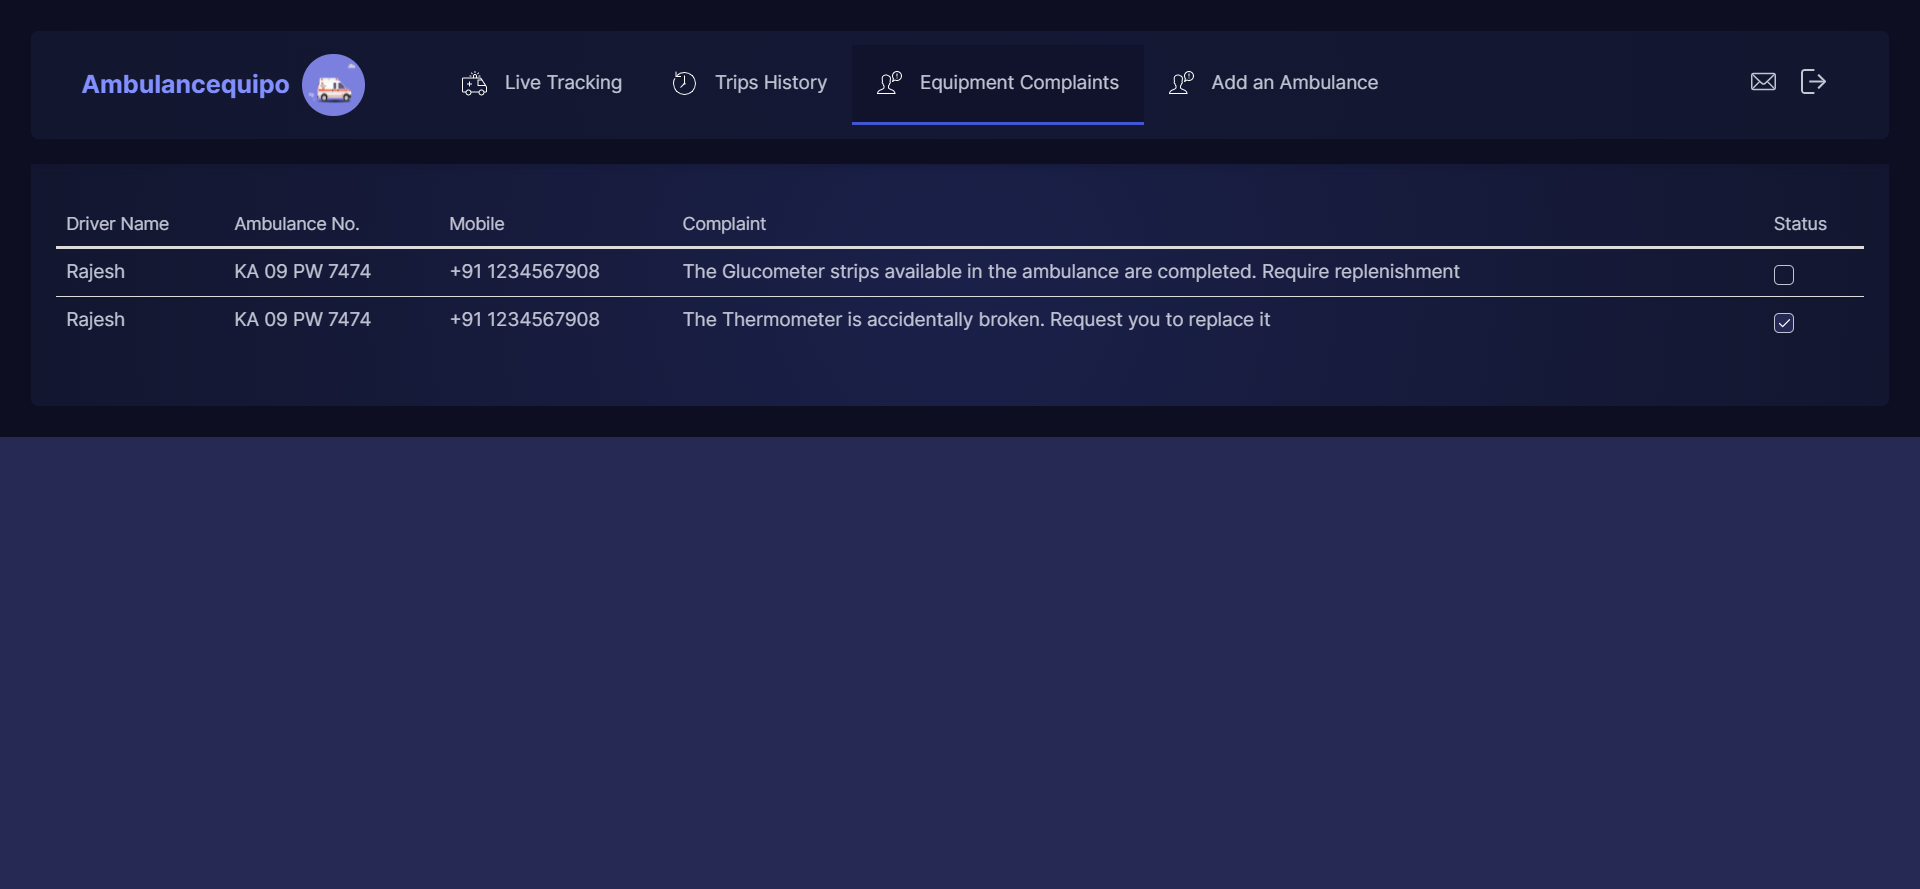 Ambulancequipo
Live Tracking
Trips History
Equipment Complaints
Add an Ambulance
Driver Name Ambulance No. Mobile Complaint Status
Rajesh KA 09 PW 7474 +91 1234567908 The Glucometer strips available in the ambulance are completed. Require replenishment
Rajesh KA 09 PW 7474 +91 1234567908 The Thermometer is accidentally broken. Request you to replace it